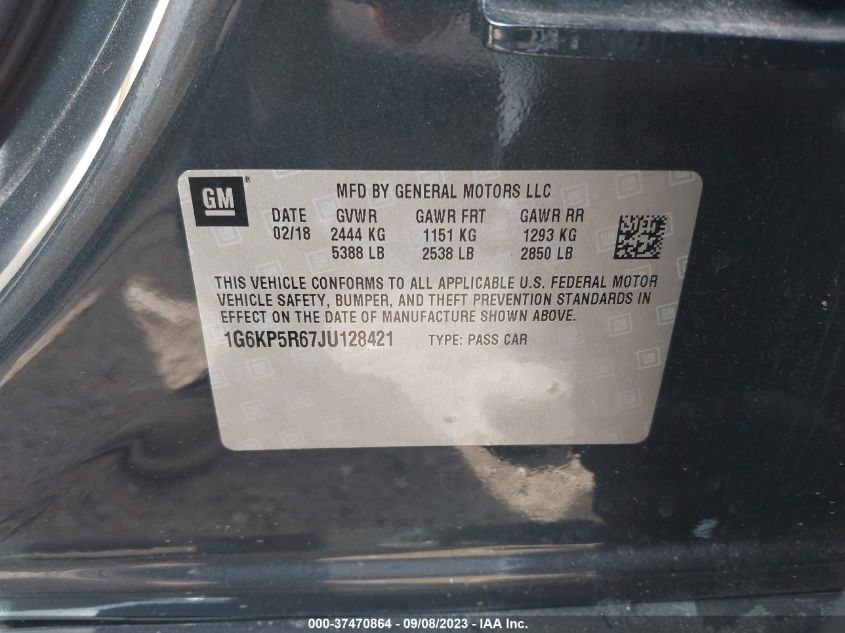 GM®
MFD BY GENERAL MOTORS LLC
DATE GVWR GAWR FRT GAWR RR
02/18 2444 KG 1151 KG 1293 KG
5388 LB 2538 LB 2850 LB
THIS VEHICLE CONFORMS TO ALL APPLICABLE U.S. FEDERAL MOTOR
VEHICLE SAFETY, BUMPER, AND THEFT PREVENTION STANDARDS IN
EFFECT ON THE DATE OF MANUFACTURE SHOWN ABOVE.
1G6KP5R67JU128421 TYPE: PASS CAR
000-37470864 - 09/08/2023 - IAA Inc.